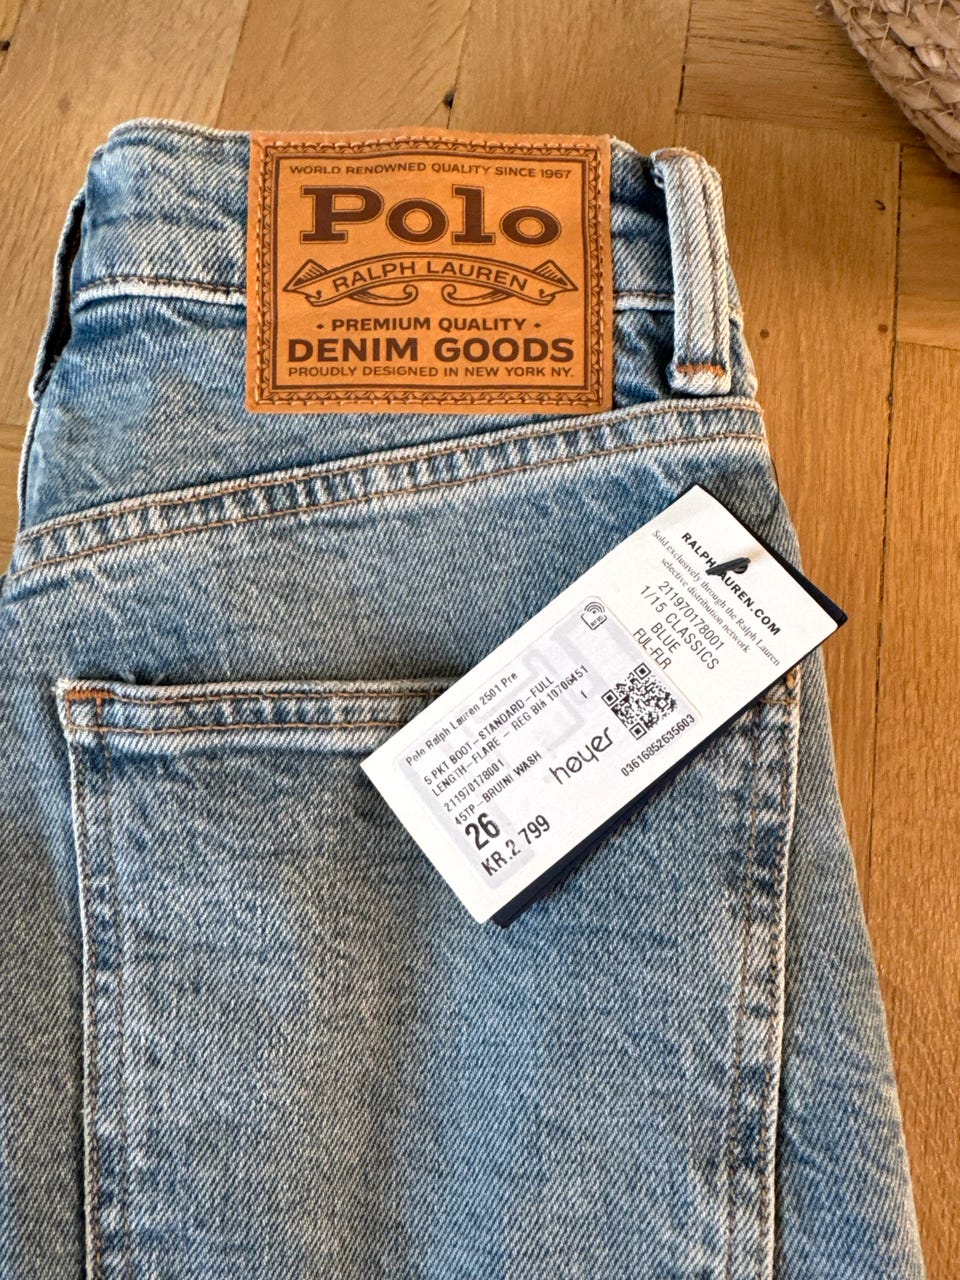 WORLD RENOWNED QUALITY SINCE 1967
Polo
RALPH LAUREN
• PREMIUM QUALITY •
DENIM GOODS
PROUDLY DESIGNED IN NEW YORK NY.
RALPH LAUREN.COM
Sold exclusively through the Ralph Lauren
selective distribution network
211970178001
1/15 CLASSICS
BLUE
FUL-FLR
Polo Ralph Lauren 2501 Pre
5 PKT BOOT-STANDARD-FULL
LENGTH-FLARE - REG Blå 10706451
211970178001
45TP-BRUINI WASH
26
KR.2 799
høyer
03616852635603